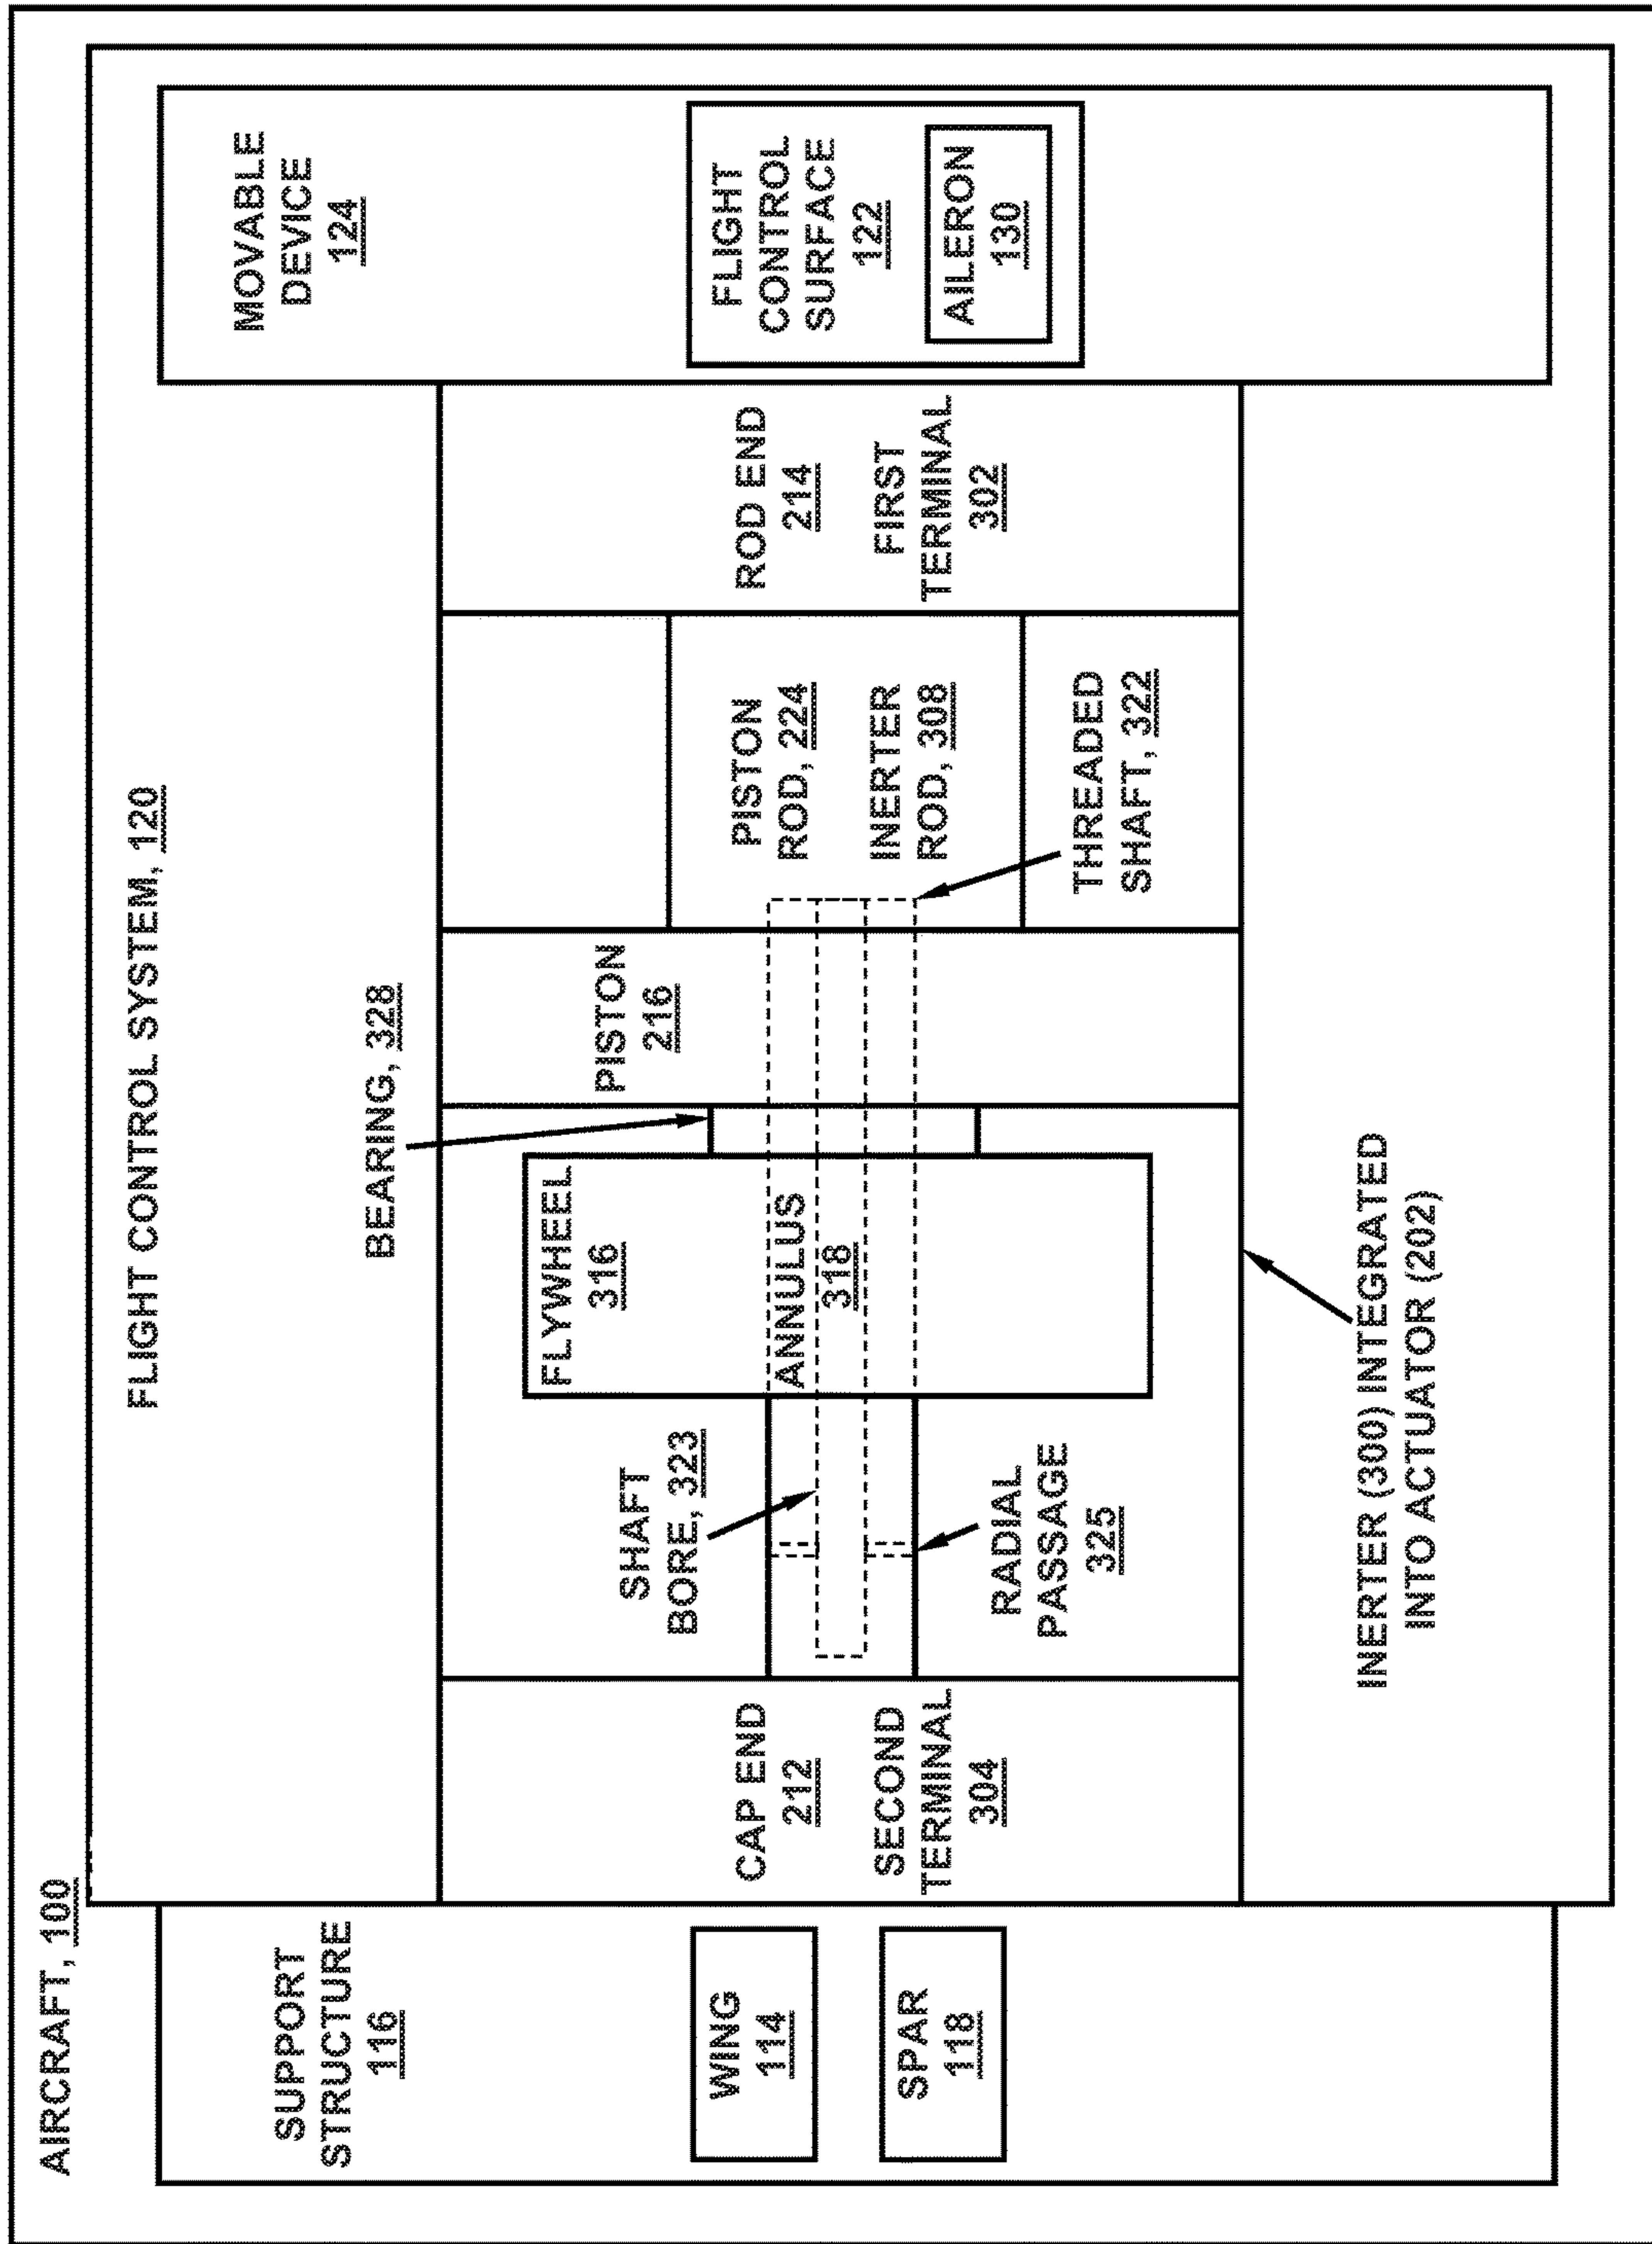 AIRCRAFT, 100
FLIGHT CONTROL SYSTEM, 120
SUPPORT
STRUCTURE
116
WING
114
SPAR
118
CAP END
212
SECOND
TERMINAL
304
SHAFT
BORE, 323
RADIAL
PASSAGE
325
FLYWHEEL
316
ANNULUS
318
BEARING, 328
PISTON
216
PISTON
ROD, 224
INERTER
ROD, 308
THREADED
SHAFT, 322
ROD END
214
FIRST
TERMINAL
302
MOVABLE
DEVICE
124
FLIGHT
CONTROL
SURFACE
122
AILERON
130
INERTER (300) INTEGRATED
INTO ACTUATOR (202)